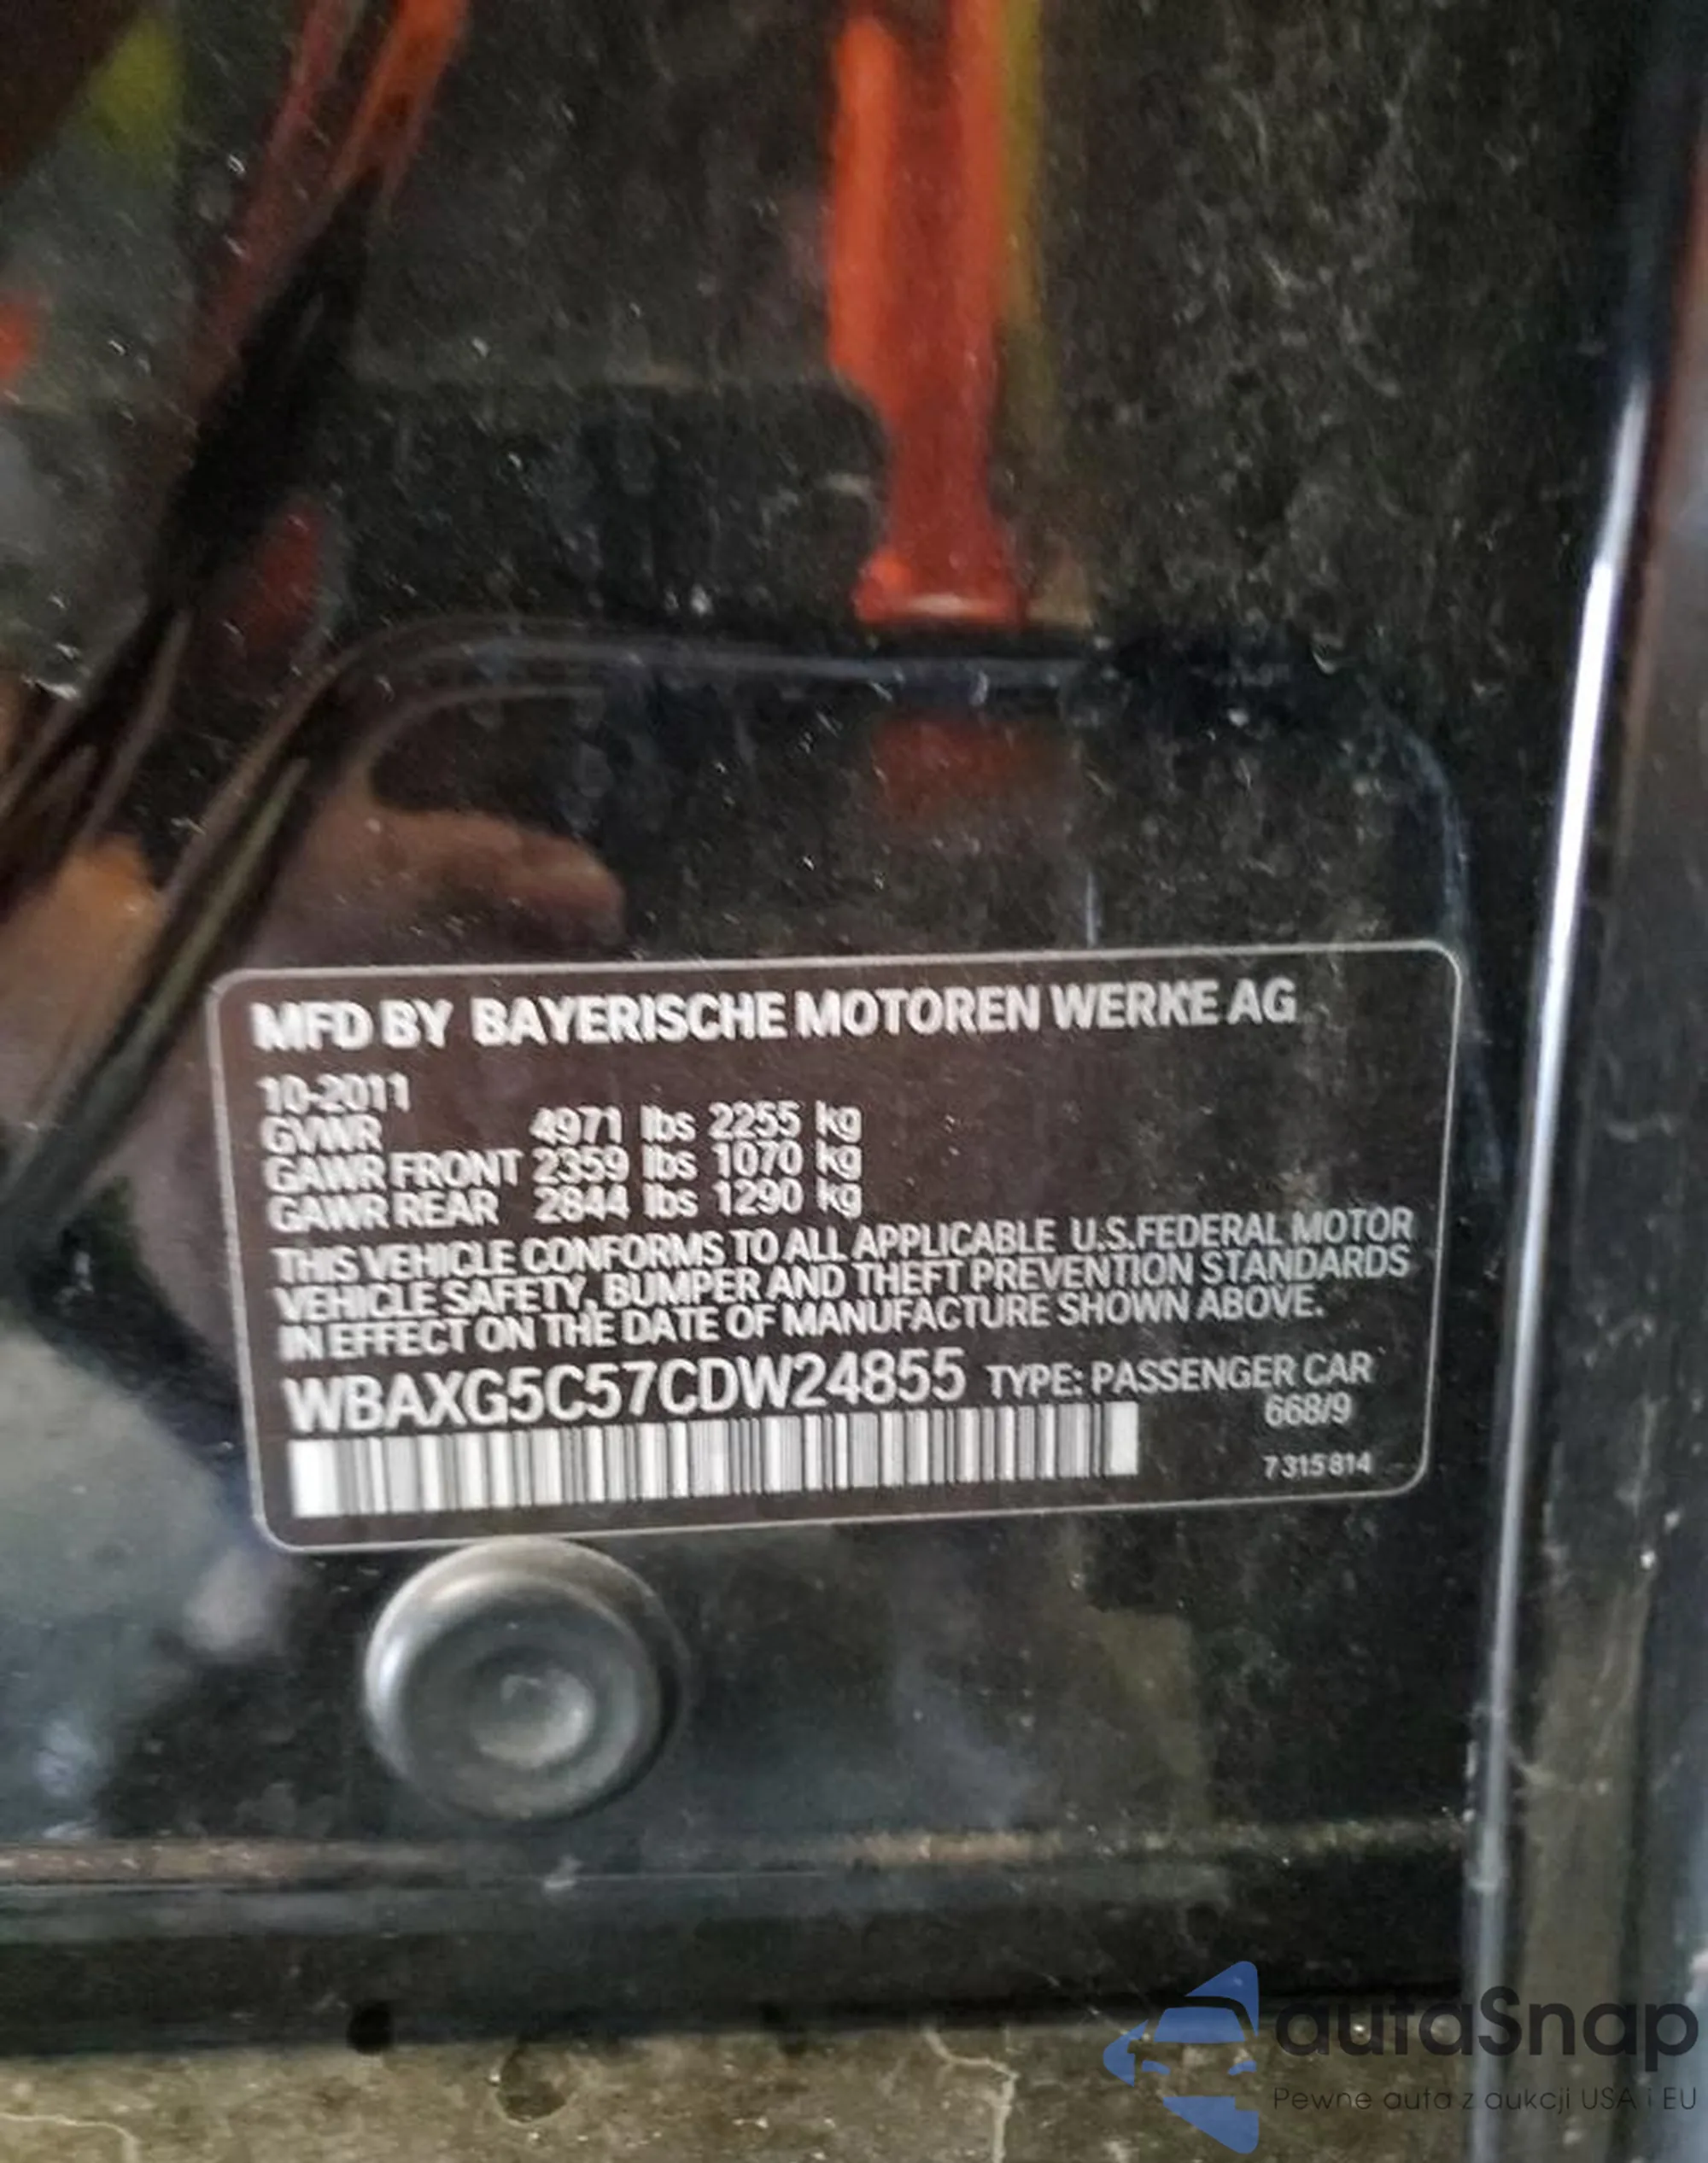 MFD BY BAYERISCHE MOTOREN WERKE AG
10-2011
GVWR 4971 lbs 2255 kg
GAWR FRONT 2359 lbs 1070 kg
GAWR REAR 2844 lbs 1290 kg
THIS VEHICLE CONFORMS TO ALL APPLICABLE U.S.FEDERAL MOTOR
VEHICLE SAFETY, BUMPER AND THEFT PREVENTION STANDARDS
IN EFFECT ON THE DATE OF MANUFACTURE SHOWN ABOVE.
WBAXG5C57CDW24855 TYPE: PASSENGER CAR
668/9
7 315 814
autaSnap
Pewne auta z aukcji USA i EU